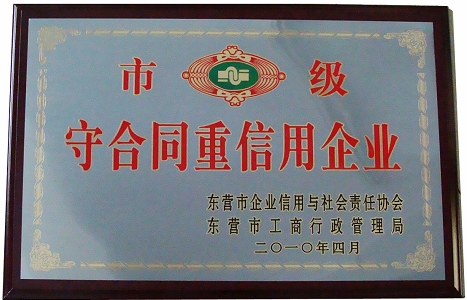 市 级
守合同重信用企业
东营市企业信用与社会责任协会
东营市工商行政管理局
二〇一〇年四月